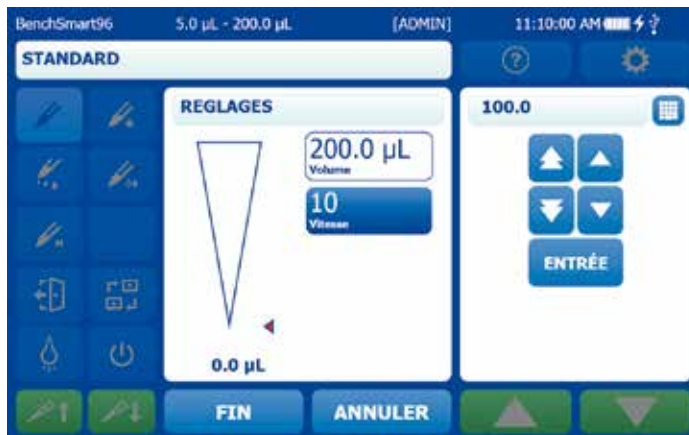 BenchSmart96 5.0 µL - 200.0 µL [ADMIN] 11:10:00 AM
STANDARD ?
REGLAGES
100.0
200.0 µL
Volume
10
Vitesse
ENTRÉE
0.0 µL
FIN ANNULER